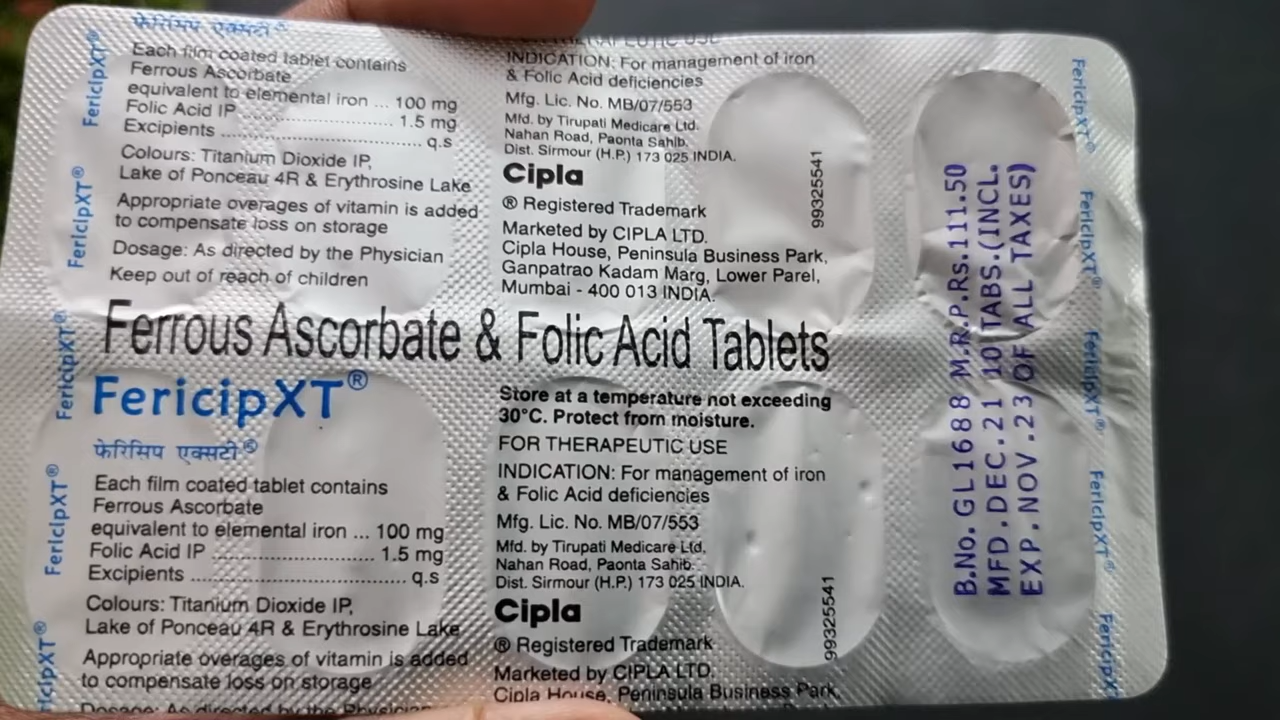 फेरिसिप एक्सटी®
Each film coated tablet contains
Ferrous Ascorbate
equivalent to elemental iron ... 100 mg
Folic Acid IP .............................. 1.5 mg
Excipients .................................. q.s
Colours: Titanium Dioxide IP,
Lake of Ponceau 4R & Erythrosine Lake
Appropriate overages of vitamin is added
to compensate loss on storage
Dosage: As directed by the Physician
Keep out of reach of children
THERAPEUTIC USE
INDICATION: For management of iron
& Folic Acid deficiencies
Mfg. Lic. No. MB/07/553
Mfd. by Tirupati Medicare Ltd.
Nahan Road, Paonta Sahib.
Dist. Sirmour (H.P.) 173 025 INDIA.
Cipla
® Registered Trademark
Marketed by CIPLA LTD.
Cipla House, Peninsula Business Park,
Ganpatrao Kadam Marg, Lower Parel,
Mumbai - 400 013 INDIA.
99325541
Ferrous Ascorbate & Folic Acid Tablets
FericipXT®
फेरिसिप एक्सटी®
Each film coated tablet contains
Ferrous Ascorbate
equivalent to elemental iron ... 100 mg
Folic Acid IP .......................... 1.5 mg
Excipients .................................. q.s
Colours: Titanium Dioxide IP,
Lake of Ponceau 4R & Erythrosine Lake
Appropriate overages of vitamin is added
to compensate loss on storage
Dosage: As directed by the Physician
Store at a temperature not exceeding
30°C. Protect from moisture.
FOR THERAPEUTIC USE
INDICATION: For management of iron
& Folic Acid deficiencies
Mfg. Lic. No. MB/07/553
Mfd. by Tirupati Medicare Ltd.
Nahan Road, Paonta Sahib.
Dist. Sirmour (H.P.) 173 025 INDIA.
Cipla
® Registered Trademark
Marketed by CIPLA LTD.
Cipla House, Peninsula Business Park,
99325541
B.No.GL1688 M.R.P.Rs.111.50
MFD.DEC.21 10 TABS.(INCL.
EXP.NOV.23 OF ALL TAXES)
FericipXT®
FericipXT®
FericipXT®
FericipXT®
ricipXT®
FericipXT®
FericipXT®
FericipXT®
FericipXT®
FericipX